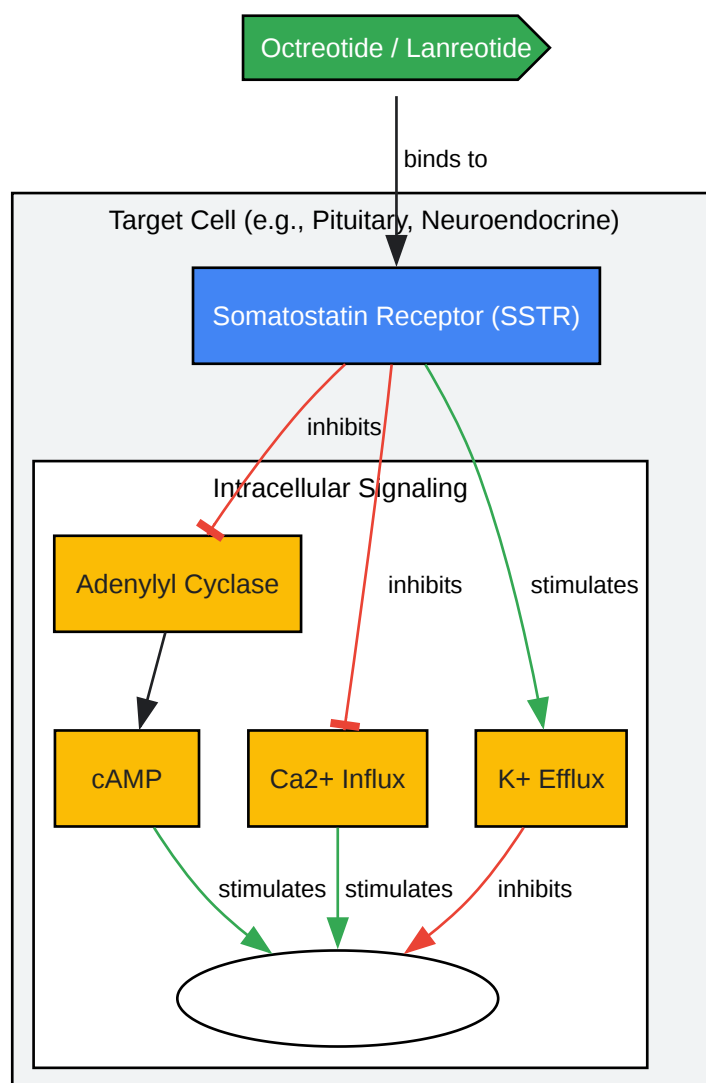 Octreotide / Lanreotide
binds to
Target Cell (e.g., Pituitary, Neuroendocrine)
Somatostatin Receptor (SSTR)
inhibits
Intracellular Signaling
Adenylyl Cyclase
inhibits
stimulates
cAMP
Ca2+ Influx
K+ Efflux
stimulates
stimulates
inhibits